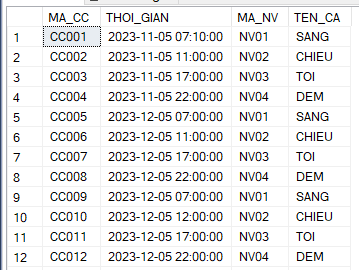 MA_CC THOI_GIAN MA_NV TEN_CA
1 CC001 2023-11-05 07:10:00 NV01 SANG
2 CC002 2023-11-05 11:00:00 NV02 CHIEU
3 CC003 2023-11-05 17:00:00 NV03 TOI
4 CC004 2023-11-05 22:00:00 NV04 DEM
5 CC005 2023-12-05 07:00:00 NV01 SANG
6 CC006 2023-12-05 11:00:00 NV02 CHIEU
7 CC007 2023-12-05 17:00:00 NV03 TOI
8 CC008 2023-12-05 22:00:00 NV04 DEM
9 CC009 2023-12-05 07:00:00 NV01 SANG
10 CC010 2023-12-05 12:00:00 NV02 CHIEU
11 CC011 2023-12-05 17:00:00 NV03 TOI
12 CC012 2023-12-05 22:00:00 NV04 DEM